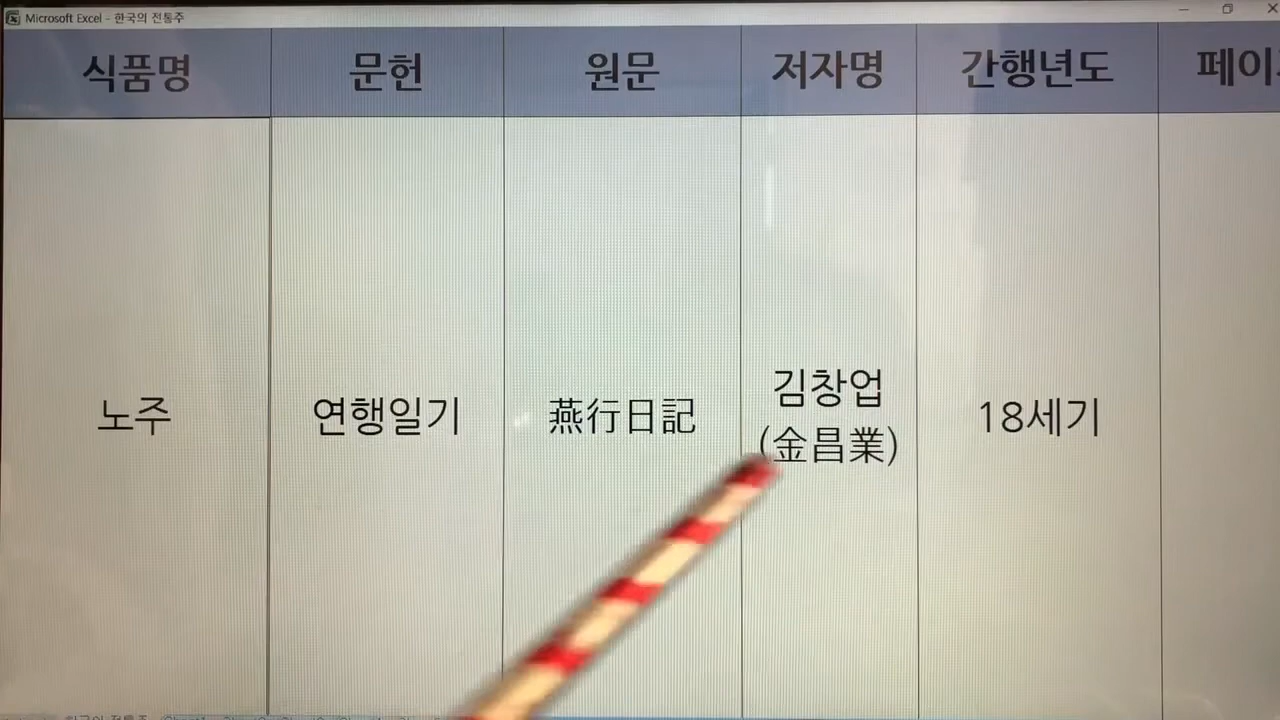 Microsoft Excel - 한국의 전통주
식품명 문헌 원문 저자명 간행년도 페이
노주 연행일기 燕行日記 김창업 18세기
(金昌業)